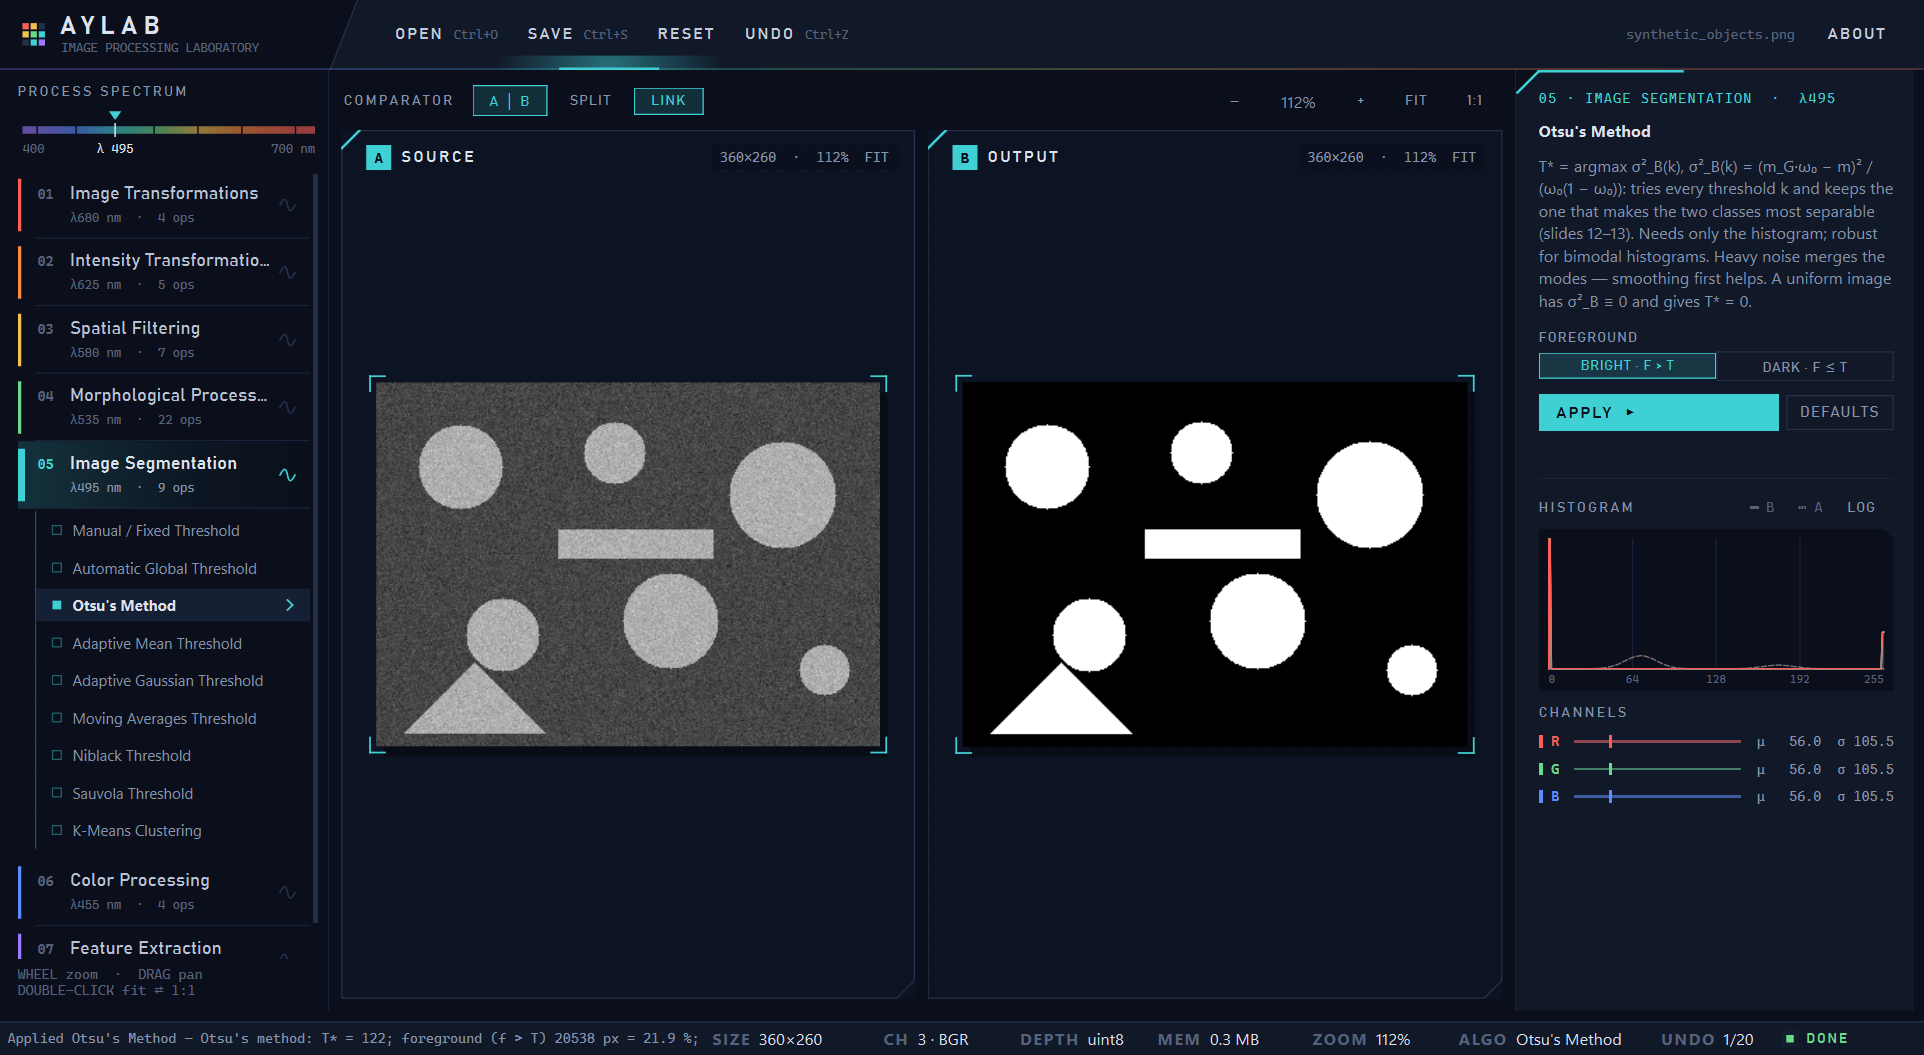 AYLAB
IMAGE PROCESSING LABORATORY
OPEN Ctrl+O SAVE Ctrl+S RESET UNDO Ctrl+Z
synthetic_objects.png ABOUT
PROCESS SPECTRUM
400 λ 495 700 nm
01 Image Transformations
λ680 nm · 4 ops
02 Intensity Transformatio...
λ625 nm · 5 ops
03 Spatial Filtering
λ580 nm · 7 ops
04 Morphological Process...
λ535 nm · 22 ops
05 Image Segmentation
λ495 nm · 9 ops
Manual / Fixed Threshold
Automatic Global Threshold
Otsu's Method
Adaptive Mean Threshold
Adaptive Gaussian Threshold
Moving Averages Threshold
Niblack Threshold
Sauvola Threshold
K-Means Clustering
06 Color Processing
λ455 nm · 4 ops
07 Feature Extraction
WHEEL zoom · DRAG pan
DOUBLE-CLICK fit ⇄ 1:1
COMPARATOR A | B SPLIT LINK − 112% + FIT 1:1
A SOURCE 360×260 · 112% FIT
B OUTPUT 360×260 · 112% FIT
05 · IMAGE SEGMENTATION · λ495
Otsu's Method
T* = argmax σ²_B(k), σ²_B(k) = (m_G·ω₀ − m)² /
(ω₀(1 − ω₀)): tries every threshold k and keeps the
one that makes the two classes most separable
(slides 12–13). Needs only the histogram; robust
for bimodal histograms. Heavy noise merges the
modes — smoothing first helps. A uniform image
has σ²_B ≡ 0 and gives T* = 0.
FOREGROUND
BRIGHT · F > T DARK · F ≤ T
APPLY ▸ DEFAULTS
HISTOGRAM B A LOG
0 64 128 192 255
CHANNELS
R μ 56.0 σ 105.5
G μ 56.0 σ 105.5
B μ 56.0 σ 105.5
Applied Otsu's Method — Otsu's method: T* = 122; foreground (f > T) 20538 px = 21.9 %; SIZE 360×260 CH 3 · BGR DEPTH uint8 MEM 0.3 MB ZOOM 112% ALGO Otsu's Method UNDO 1/20 DONE